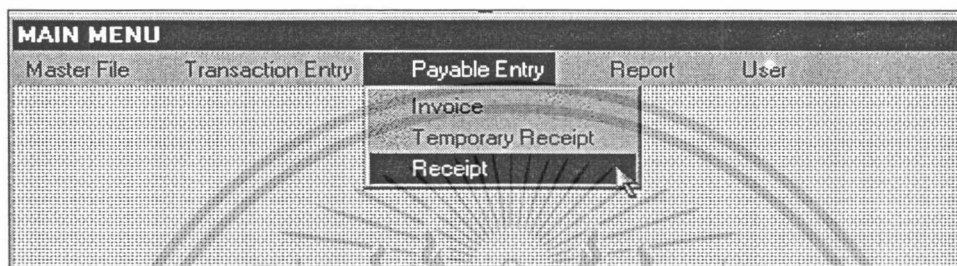 MAIN MENU
Master File Transaction Entry Payable Entry Report User
Invoice
Temporary Receipt
Receipt